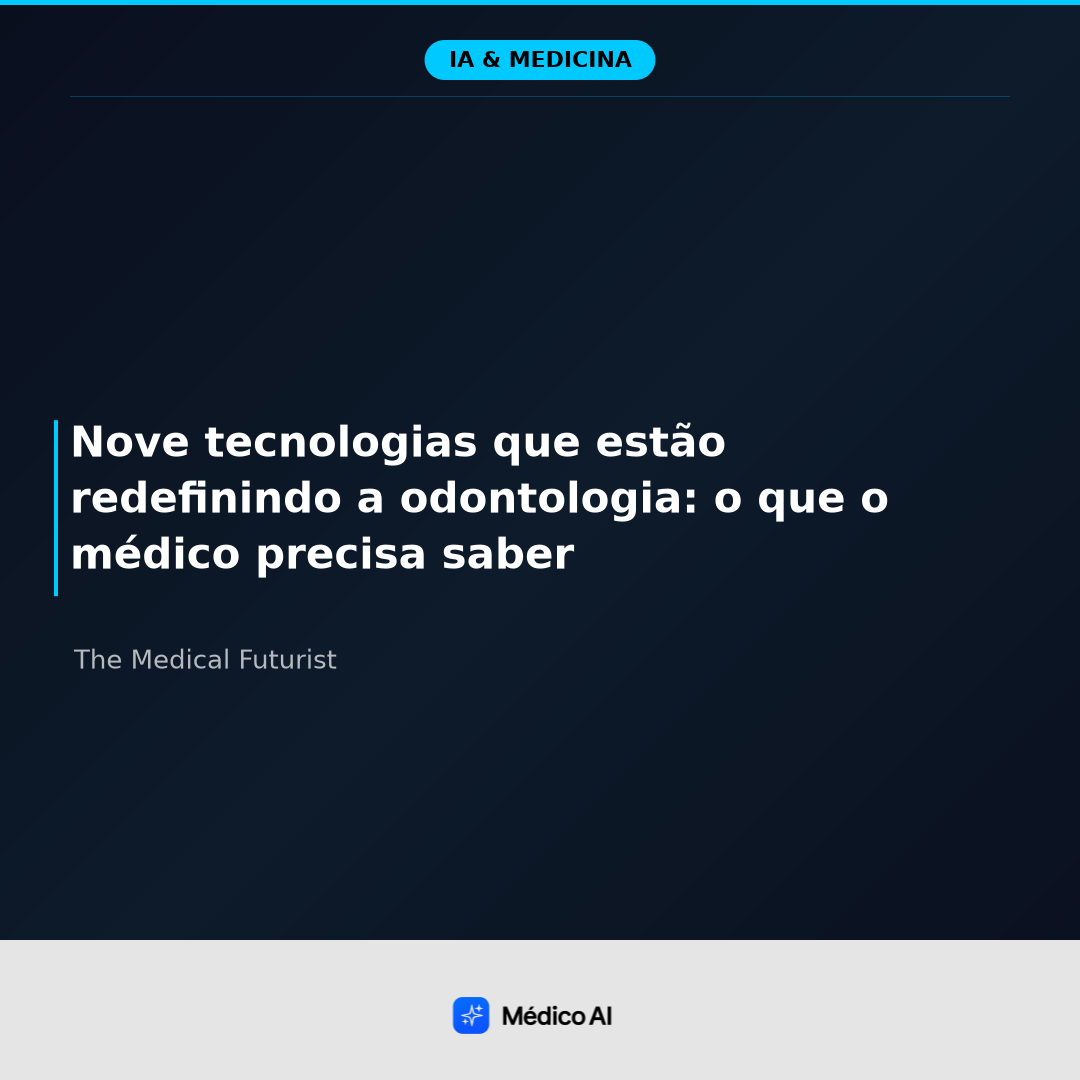 IA & MEDICINA
Nove tecnologias que estão
redefinindo a odontologia: o que o
médico precisa saber
The Medical Futurist
Médico AI